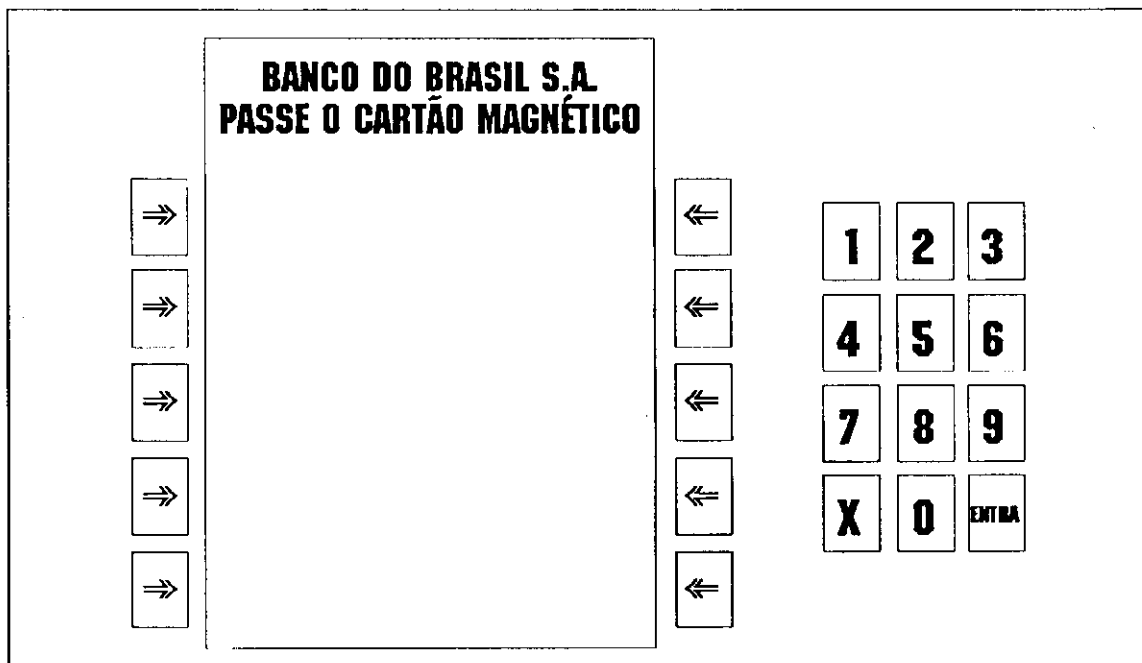 BANCO DO BRASIL S.A.
PASSE O CARTÃO MAGNÉTICO
1 2 3
4 5 6
7 8 9
X 0 ENTRA